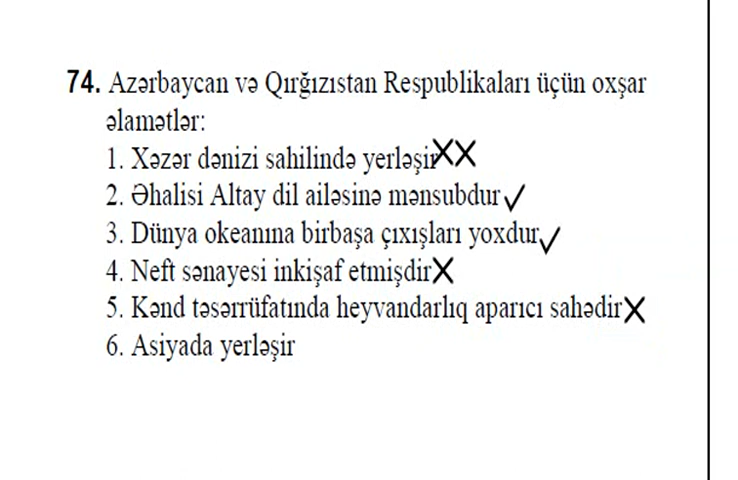 74. Azərbaycan və Qırğızıstan Respublikaları üçün oxşar
əlamətlər:
1. Xəzər dənizi sahilində yerləşir
2. Əhalisi Altay dil ailəsinə mənsubdur
3. Dünya okeanına birbaşa çıxışları yoxdur
4. Neft sənayesi inkişaf etmişdir
5. Kənd təsərrüfatında heyvandarlıq aparıcı sahədir
6. Asiyada yerləşir